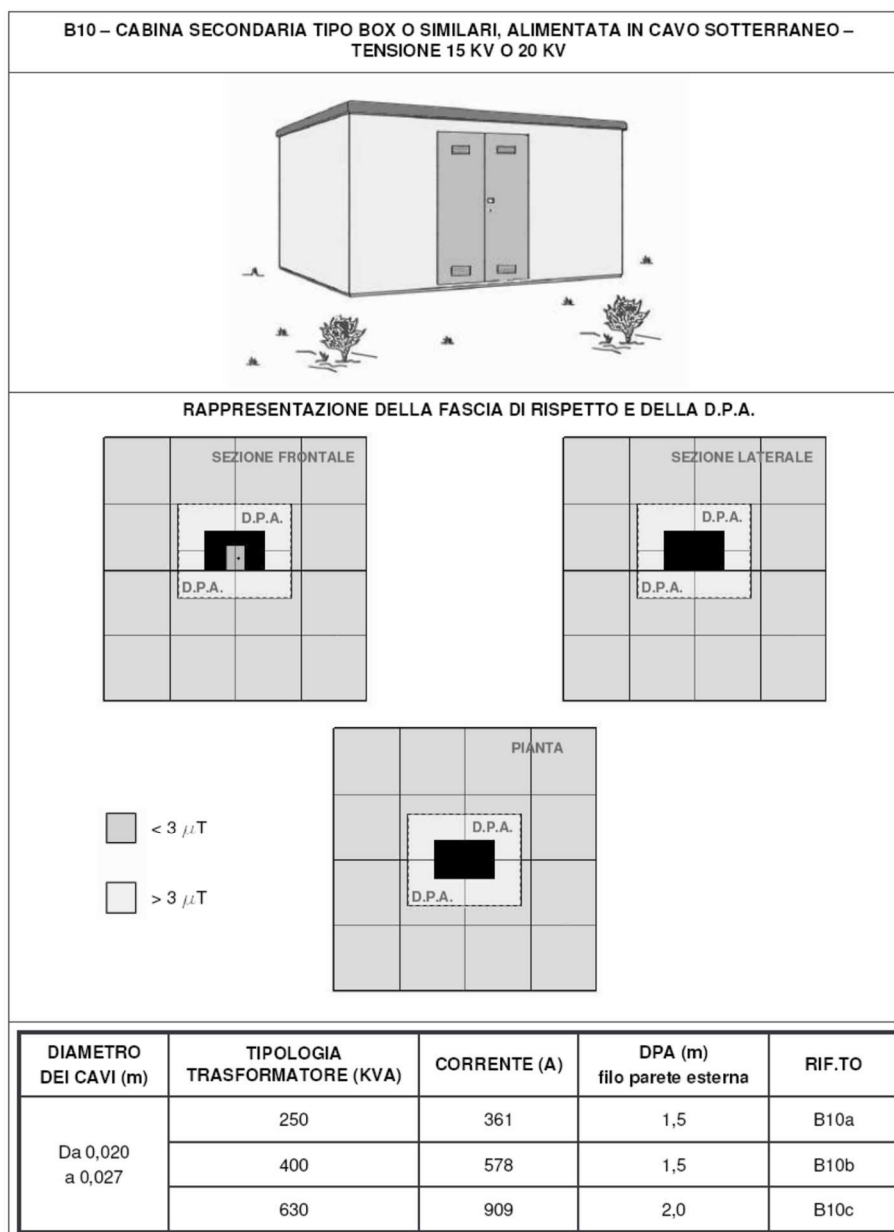 B10 – CABINA SECONDARIA TIPO BOX O SIMILARI, ALIMENTATA IN CAVO SOTTERRANEO –
TENSIONE 15 KV O 20 KV
RAPPRESENTAZIONE DELLA FASCIA DI RISPETTO E DELLA D.P.A.
SEZIONE FRONTALE
D.P.A.
D.P.A.
SEZIONE LATERALE
D.P.A.
D.P.A.
PIANTA
D.P.A.
D.P.A.
< 3 μT
> 3 μT
DIAMETRO
DEI CAVI (m)
TIPOLOGIA
TRASFORMATORE (KVA)
CORRENTE (A)
DPA (m)
filo parete esterna
RIF.TO
Da 0,020
a 0,027
250 361 1,5 B10a
400 578 1,5 B10b
630 909 2,0 B10c